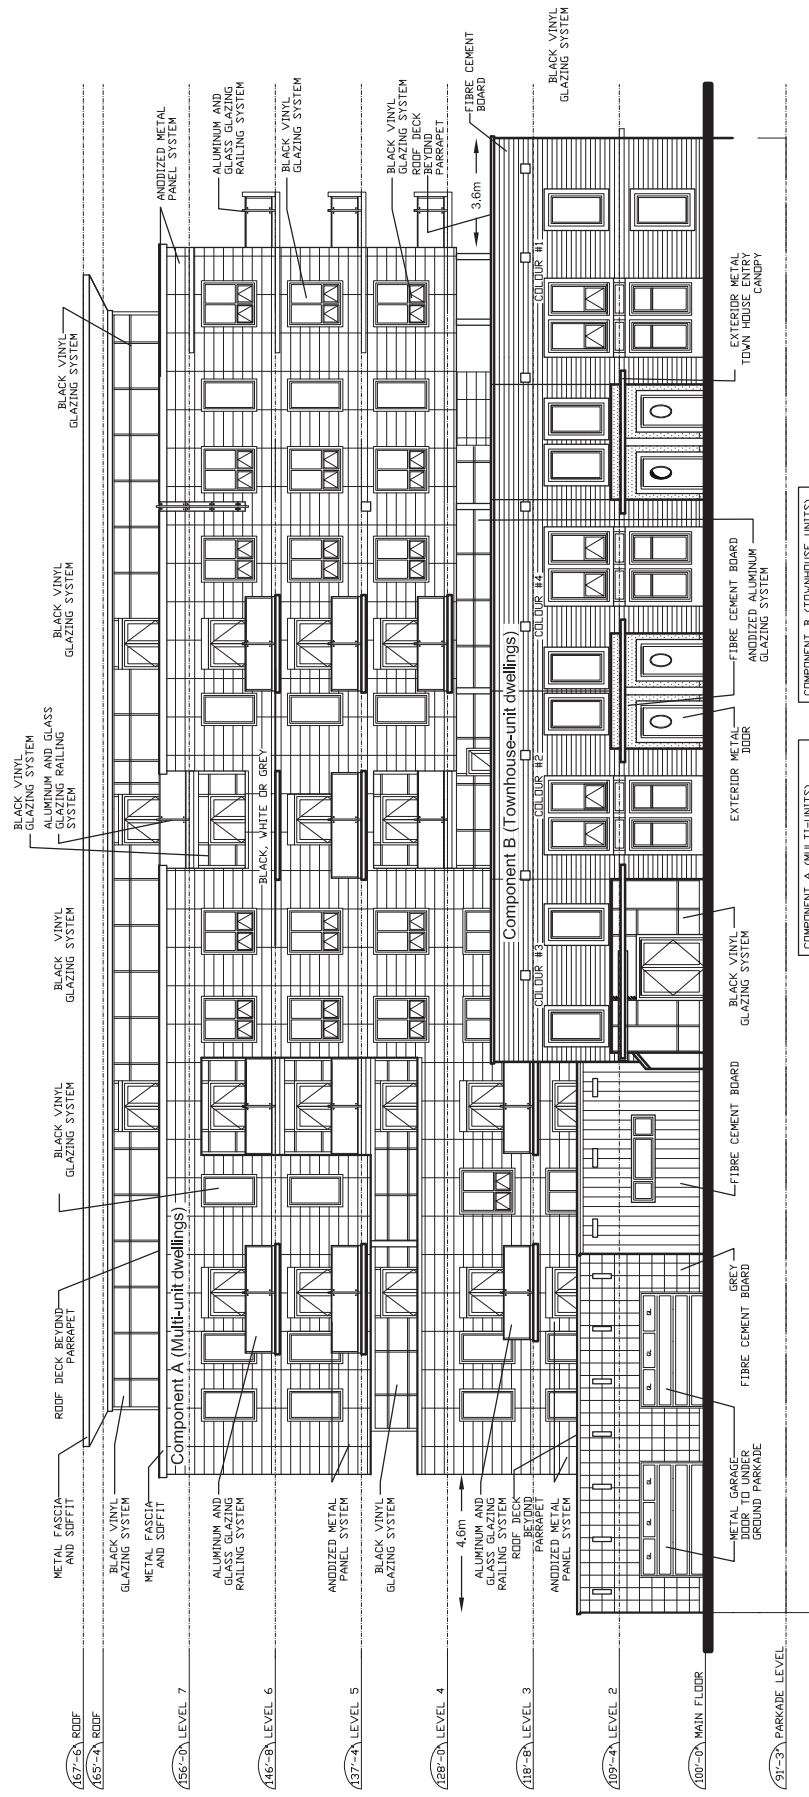 167'-6" ROOF
165'-4" ROOF
156'-0" LEVEL 7
146'-8" LEVEL 6
137'-4" LEVEL 5
128'-0" LEVEL 4
118'-8" LEVEL 3
109'-4" LEVEL 2
100'-0" MAIN FLOOR
91'-3" PARKADE LEVEL
METAL FASCIA
AND SOFFIT
BLACK VINYL
GLAZING SYSTEM
METAL FASCIA
AND SOFFIT
ALUMINUM AND
GLASS GLAZING
RAILING SYSTEM
ANODIZED METAL
PANEL SYSTEM
BLACK VINYL
GLAZING SYSTEM
4.6m
ALUMINUM AND
GLASS GLAZING
RAILING SYSTEM
ROOF DECK
BEYOND
PARRAPET
ANODIZED METAL
PANEL SYSTEM
METAL GARAGE
DOOR TO UNDER
GROUND PARKADE
GREY
FIBRE CEMENT BOARD
FIBRE CEMENT BOARD
ROOF DECK BEYOND
PARRAPET
Component A (Multi-unit dwellings)
BLACK VINYL
GLAZING SYSTEM
BLACK VINYL
GLAZING SYSTEM
BLACK VINYL
GLAZING SYSTEM
ALUMINUM AND GLASS
GLAZING RAILING
SYSTEM
BLACK, WHITE OR GREY
BLACK VINYL
GLAZING SYSTEM
BLACK VINYL
GLAZING SYSTEM
Component B (Townhouse-unit dwellings)
COLOUR #3
COLOUR #2
COLOUR #4
COLOUR #1
BLACK VINYL
GLAZING SYSTEM
EXTERIOR METAL
DOOR
FIBRE CEMENT BOARD
ANODIZED ALUMINUM
GLAZING SYSTEM
EXTERIOR METAL
TOWN HOUSE ENTRY
CANOPY
ANODIZED METAL
PANEL SYSTEM
ALUMINUM AND
GLASS GLAZING
RAILING SYSTEM
BLACK VINYL
GLAZING SYSTEM
BLACK VINYL
GLAZING SYSTEM
ROOF DECK
BEYOND
PARRAPET
3.6m
FIBRE CEMENT
BOARD
BLACK VINYL
GLAZING SYSTEM
COMPONENT A (MULTI-UNITS)
COMPONENT B (TOWNHOUSE UNITS)